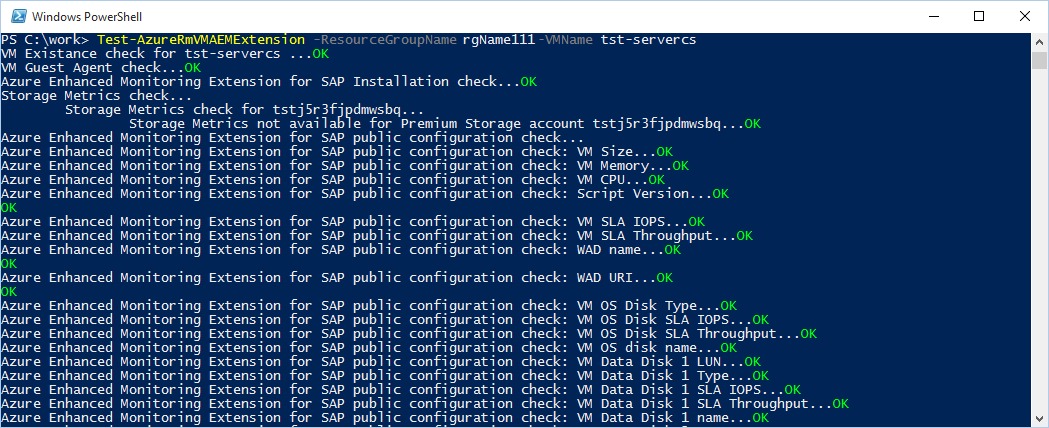 Windows PowerShell
PS C:\work> Test-AzureRmVMAEMExtension -ResourceGroupName rgName111 -VMName tst-servercs
VM Existance check for tst-servercs ...OK
VM Guest Agent check...OK
Azure Enhanced Monitoring Extension for SAP Installation check...OK
Storage Metrics check...
Storage Metrics check for tstj5r3fjpdmwsbq...
Storage Metrics not available for Premium Storage account tstj5r3fjpdmwsbq...OK
Azure Enhanced Monitoring Extension for SAP public configuration check...
Azure Enhanced Monitoring Extension for SAP public configuration check: VM Size...OK
Azure Enhanced Monitoring Extension for SAP public configuration check: VM Memory...OK
Azure Enhanced Monitoring Extension for SAP public configuration check: VM CPU...OK
Azure Enhanced Monitoring Extension for SAP public configuration check: Script Version...OK
OK
Azure Enhanced Monitoring Extension for SAP public configuration check: VM SLA IOPS...OK
Azure Enhanced Monitoring Extension for SAP public configuration check: VM SLA Throughput...OK
Azure Enhanced Monitoring Extension for SAP public configuration check: WAD name...OK
OK
Azure Enhanced Monitoring Extension for SAP public configuration check: WAD URI...OK
OK
Azure Enhanced Monitoring Extension for SAP public configuration check: VM OS Disk Type...OK
Azure Enhanced Monitoring Extension for SAP public configuration check: VM OS Disk SLA IOPS...OK
Azure Enhanced Monitoring Extension for SAP public configuration check: VM OS Disk SLA Throughput...OK
Azure Enhanced Monitoring Extension for SAP public configuration check: VM OS disk name...OK
Azure Enhanced Monitoring Extension for SAP public configuration check: VM Data Disk 1 LUN...OK
Azure Enhanced Monitoring Extension for SAP public configuration check: VM Data Disk 1 Type...OK
Azure Enhanced Monitoring Extension for SAP public configuration check: VM Data Disk 1 SLA IOPS...OK
Azure Enhanced Monitoring Extension for SAP public configuration check: VM Data Disk 1 SLA Throughput...OK
Azure Enhanced Monitoring Extension for SAP public configuration check: VM Data Disk 1 name...OK